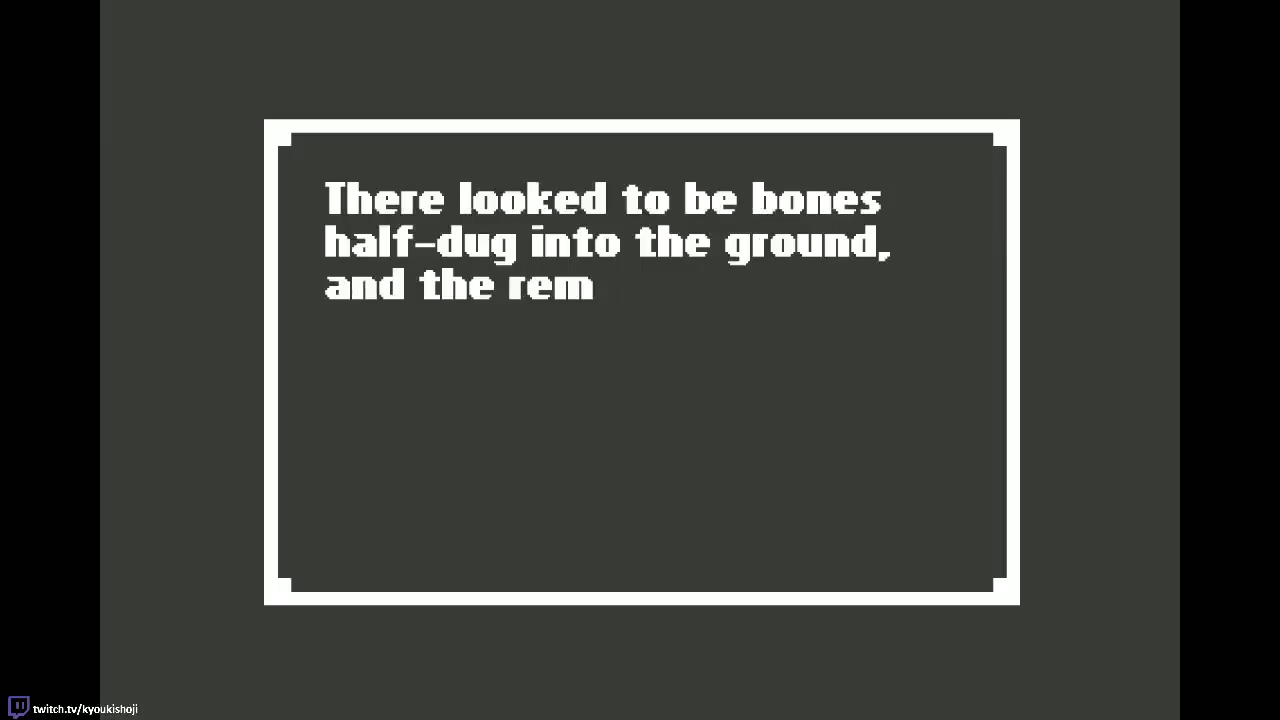 There looked to be bones
half-dug into the ground,
and the rem
twitch.tv/kyoukishoji